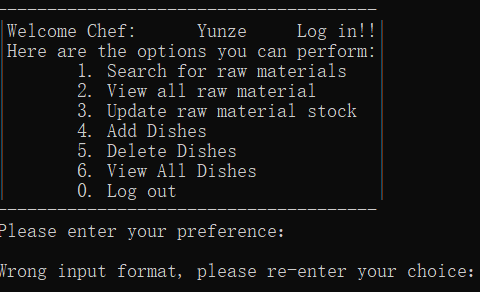 Welcome Chef: Yunze Log in!!
Here are the options you can perform:
1. Search for raw materials
2. View all raw material
3. Update raw material stock
4. Add Dishes
5. Delete Dishes
6. View All Dishes
0. Log out
Please enter your preference:
Wrong input format, please re-enter your choice: